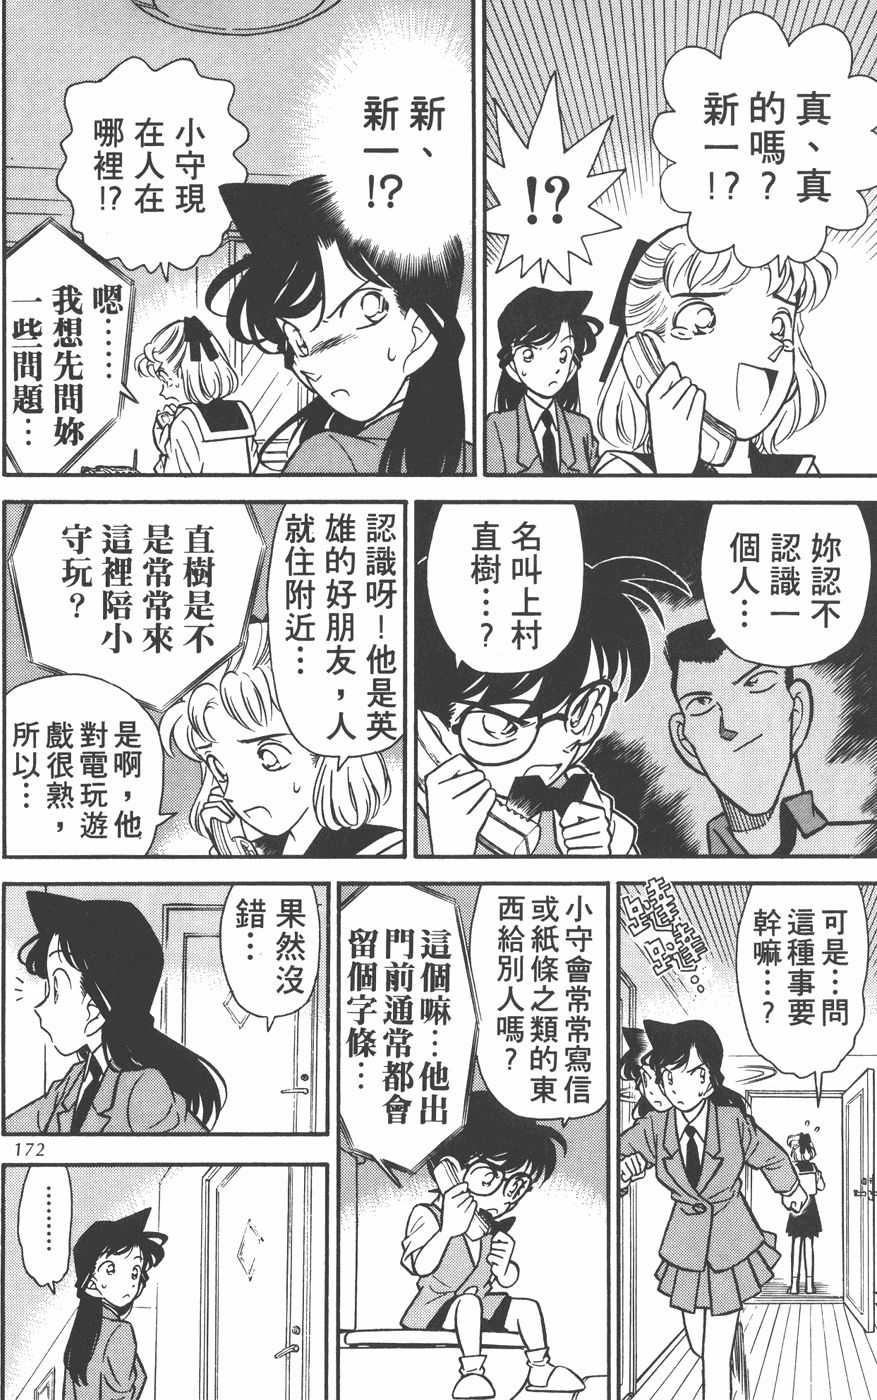 真、真
的嗎？
新一!?
!?
新、
新一!?
小守現
在人在
哪裡!?
嗯……
我想先問妳
一些問題…
妳認不
認識一
個人…
名叫上村
直樹…？
認識呀！他是英
雄的好朋友，人
就住附近…
直樹是不
是常常來
這裡陪小
守玩？
是啊，他
對電玩遊
戲很熟，
所以…
可是…問
這種事要
幹嘛…？
躂躂…
小守會常常寫信
或紙條之類的東
西給別人嗎？
這個嘛…他出
門前通常都會
留個字條…
果然沒
錯…
………
172